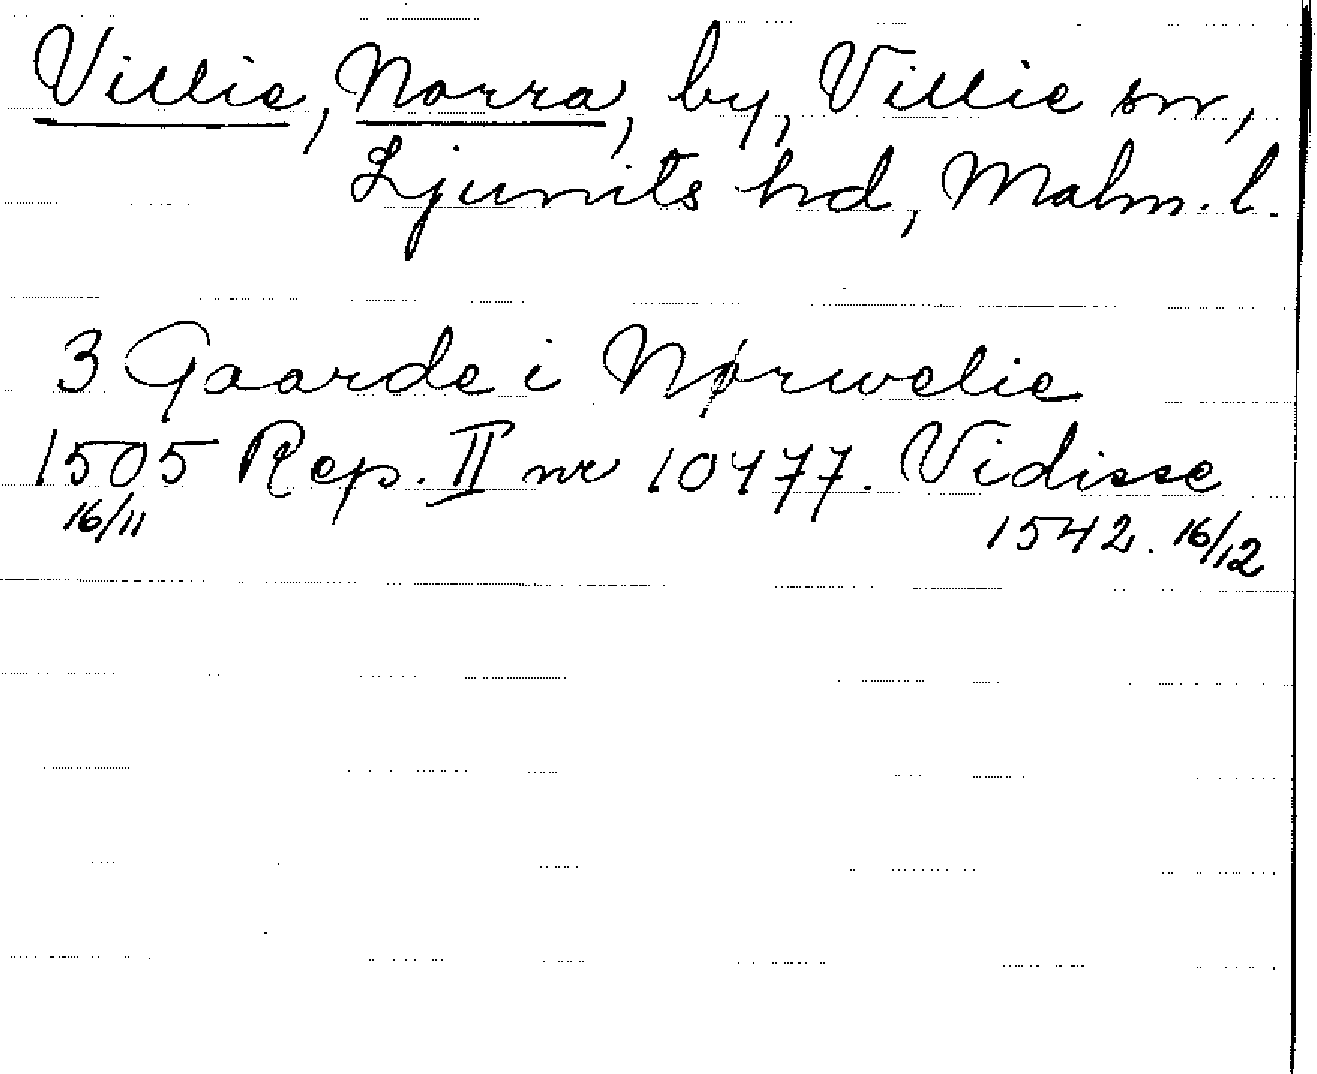 Villie, Norra, by, Villie sn,
Ljunits hd, Malm. l.
3 Gaarde i Nørwelie
1505 Rep. II nr 10477. Vidisse
16/11 1542. 16/12